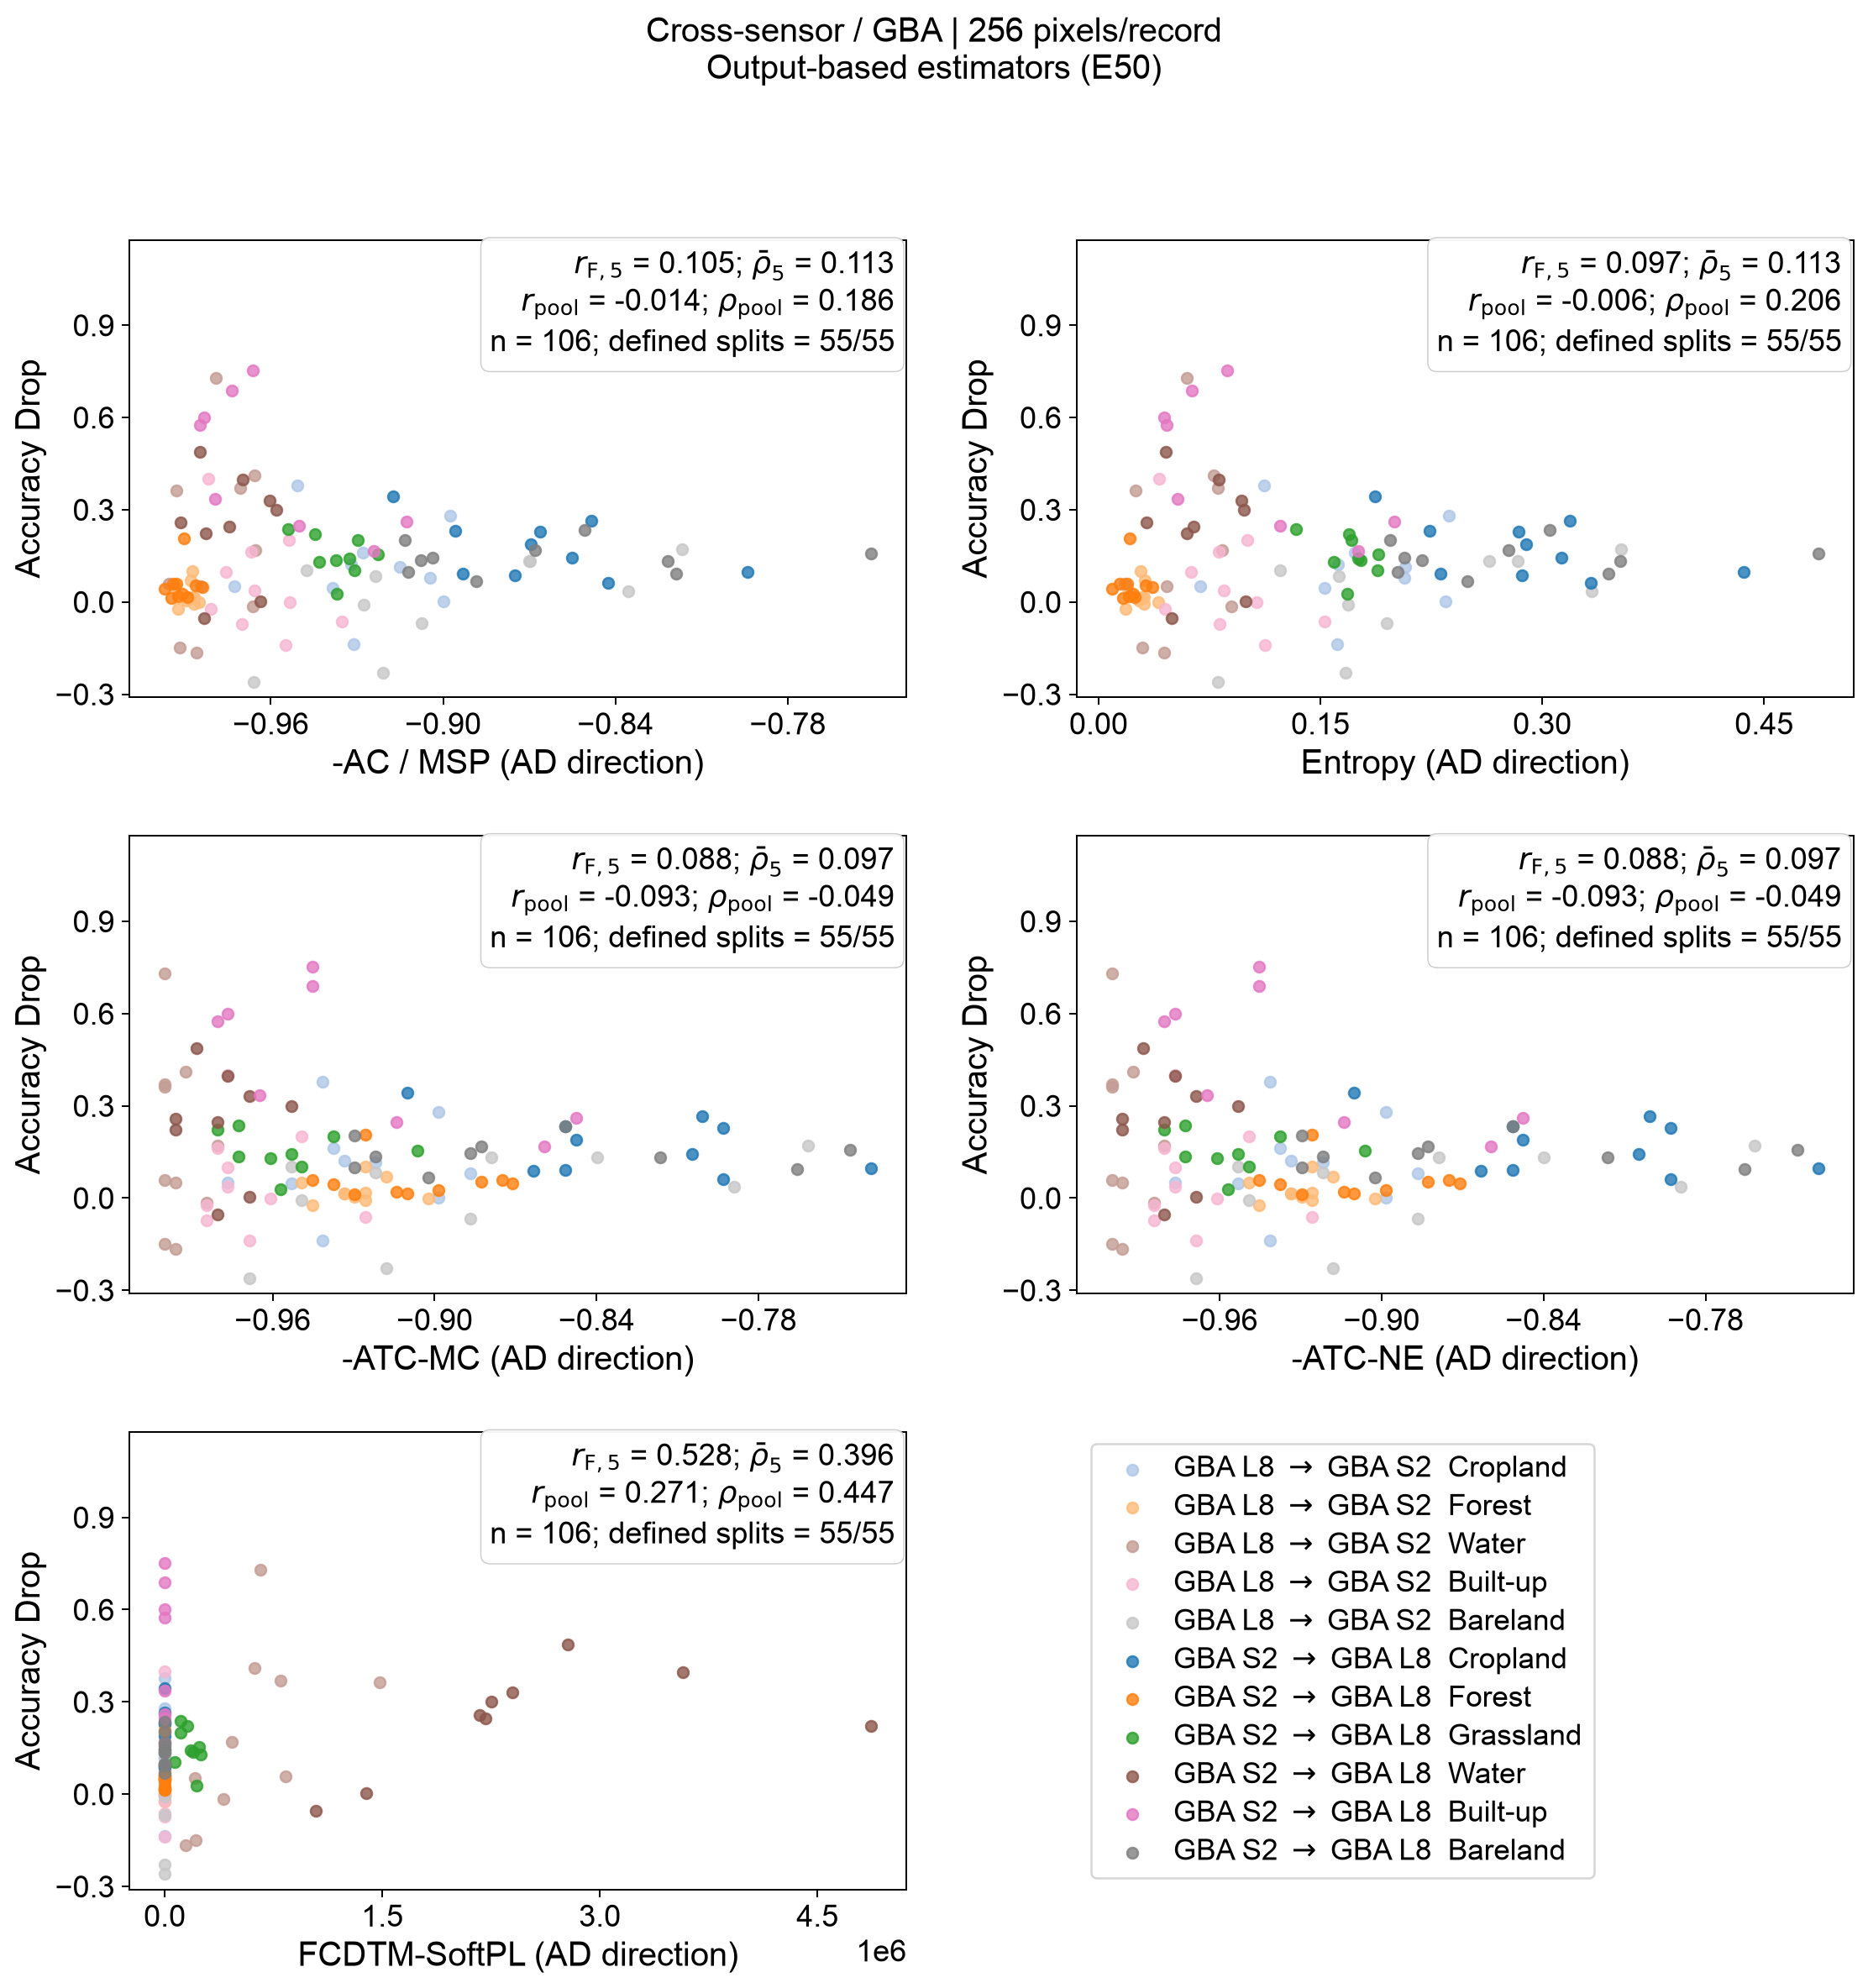 Cross-sensor / GBA | 256 pixels/record
Output-based estimators (E50)
r_F, 5 = 0.105; ρ̄_5 = 0.113
r_pool = -0.014; ρ_pool = 0.186
n = 106; defined splits = 55/55
Accuracy Drop
0.9
0.6
0.3
0.0
−0.3
−0.96 −0.90 −0.84 −0.78
-AC / MSP (AD direction)
r_F, 5 = 0.097; ρ̄_5 = 0.113
r_pool = -0.006; ρ_pool = 0.206
n = 106; defined splits = 55/55
Accuracy Drop
0.9
0.6
0.3
0.0
−0.3
0.00 0.15 0.30 0.45
Entropy (AD direction)
r_F, 5 = 0.088; ρ̄_5 = 0.097
r_pool = -0.093; ρ_pool = -0.049
n = 106; defined splits = 55/55
Accuracy Drop
0.9
0.6
0.3
0.0
−0.3
−0.96 −0.90 −0.84 −0.78
-ATC-MC (AD direction)
r_F, 5 = 0.088; ρ̄_5 = 0.097
r_pool = -0.093; ρ_pool = -0.049
n = 106; defined splits = 55/55
Accuracy Drop
0.9
0.6
0.3
0.0
−0.3
−0.96 −0.90 −0.84 −0.78
-ATC-NE (AD direction)
r_F, 5 = 0.528; ρ̄_5 = 0.396
r_pool = 0.271; ρ_pool = 0.447
n = 106; defined splits = 55/55
Accuracy Drop
0.9
0.6
0.3
0.0
−0.3
0.0 1.5 3.0 4.5
1e6
FCDTM-SoftPL (AD direction)
GBA L8 → GBA S2 Cropland
GBA L8 → GBA S2 Forest
GBA L8 → GBA S2 Water
GBA L8 → GBA S2 Built-up
GBA L8 → GBA S2 Bareland
GBA S2 → GBA L8 Cropland
GBA S2 → GBA L8 Forest
GBA S2 → GBA L8 Grassland
GBA S2 → GBA L8 Water
GBA S2 → GBA L8 Built-up
GBA S2 → GBA L8 Bareland